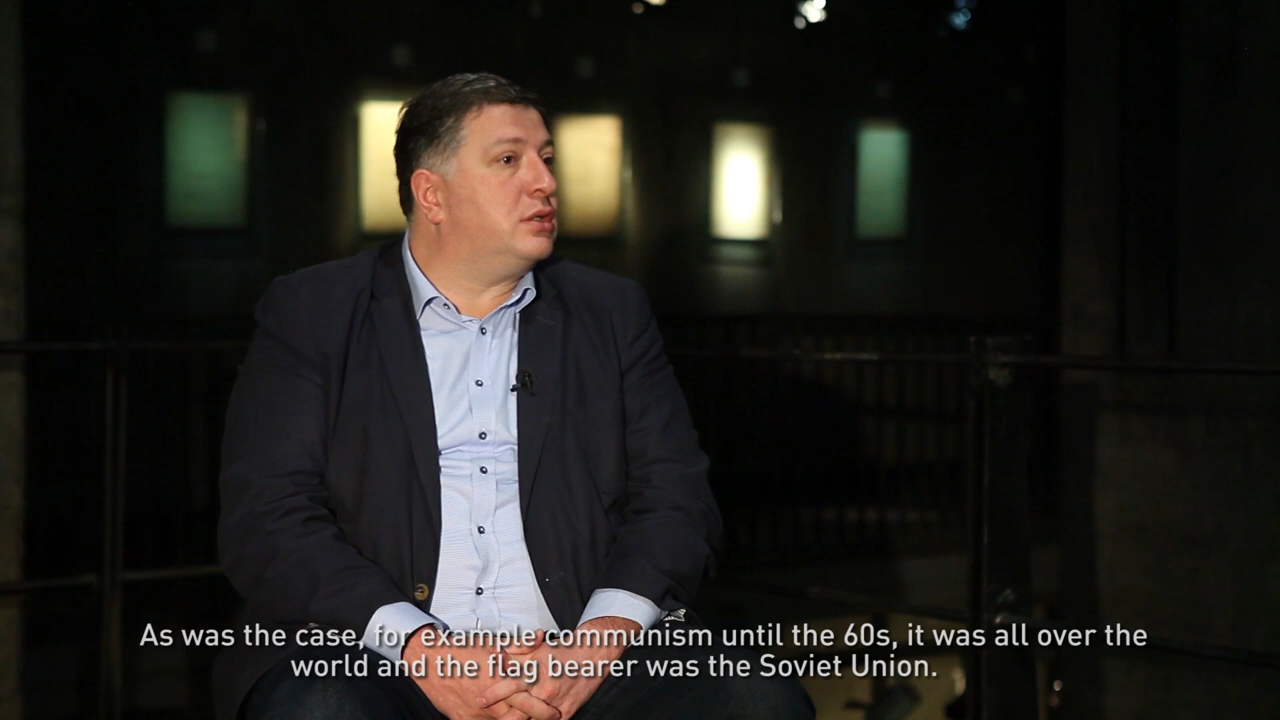 As was the case, for example communism until the 60s, it was all over the
world and the flag bearer was the Soviet Union.